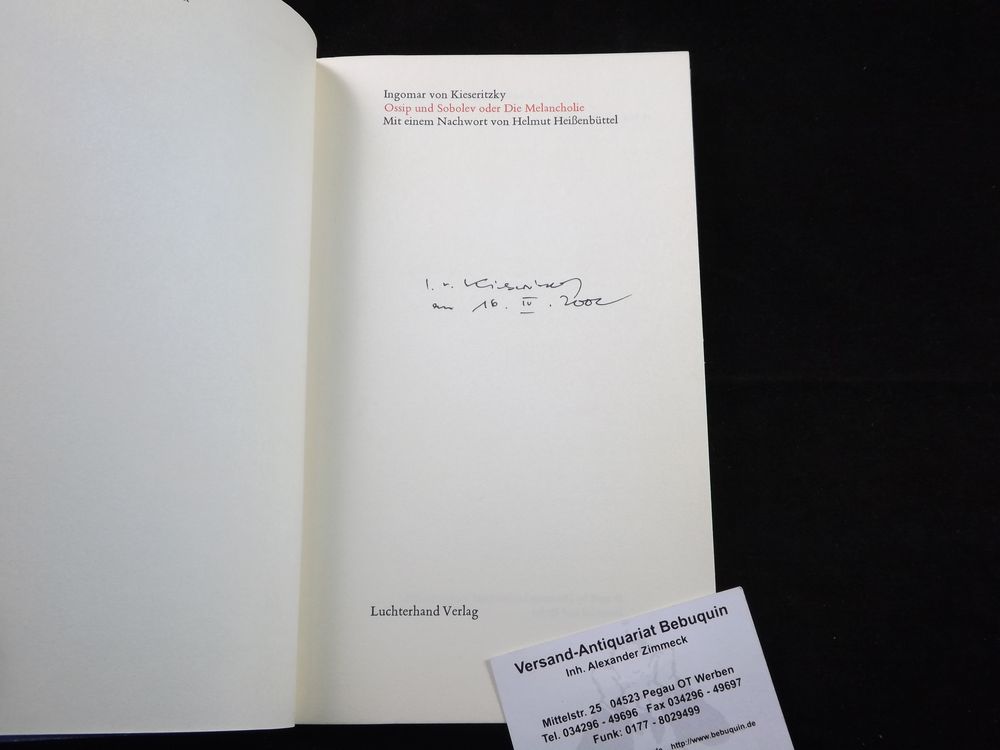 Ingomar von Kieseritzky
Ossip und Sobolev oder Die Melancholie
Mit einem Nachwort von Helmut Heißenbüttel
I. v. Kieseritzky
am 16. IV. 2002
Luchterhand Verlag
Versand-Antiquariat Bebuquin
Inh. Alexander Zimmeck
Mittelstr. 25 04523 Pegau OT Werben
Tel. 034296 - 49696 Fax 034296 - 49697
Funk: 0177 - 8029499
http://www.bebuquin.de